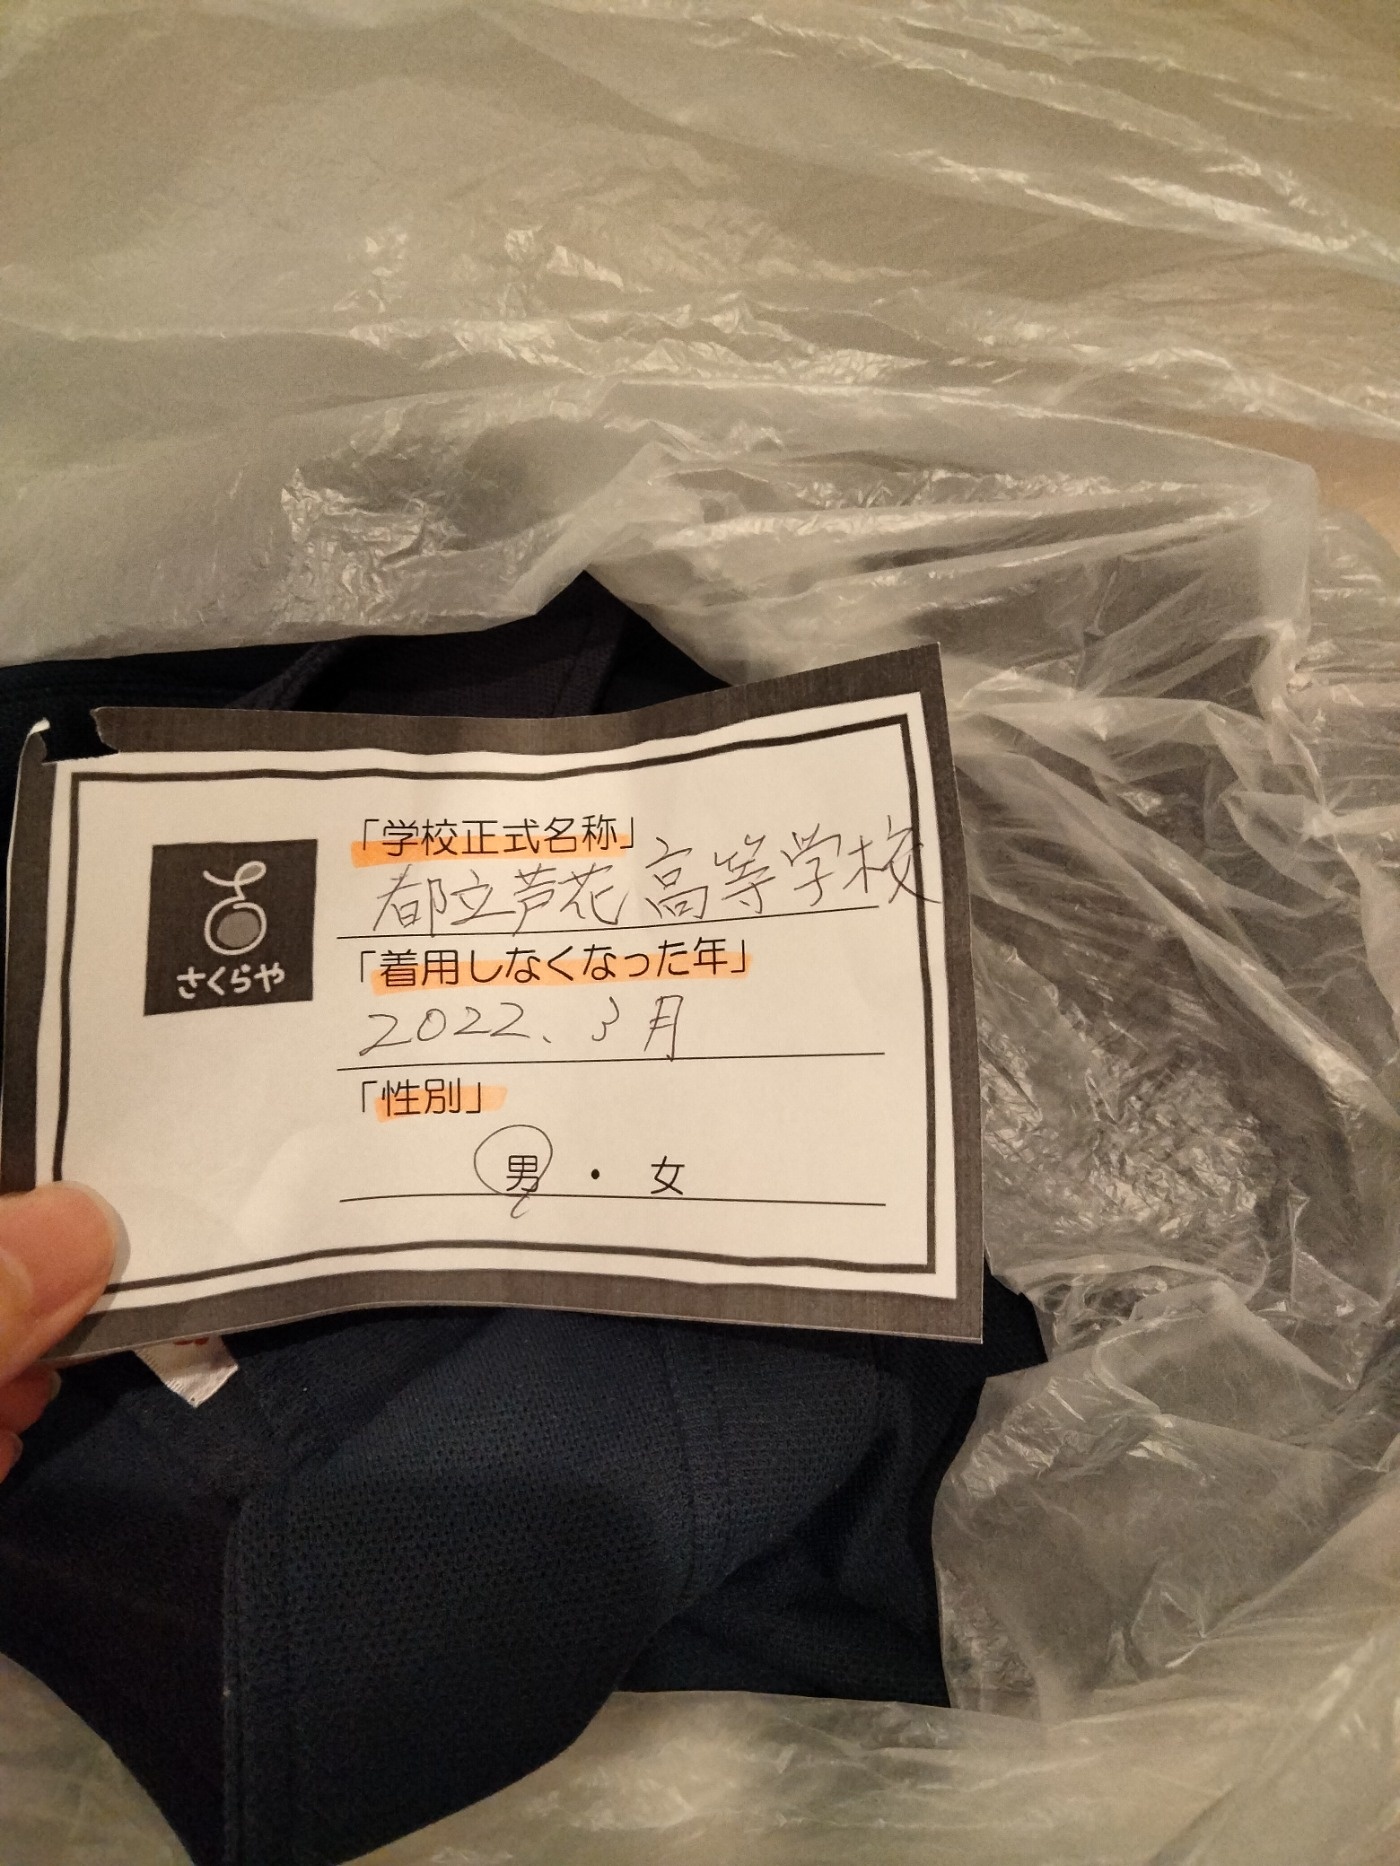 さくらや
「学校正式名称」
都立芦花高等学校
「着用しなくなった年」
2022、3月
「性別」
男・女